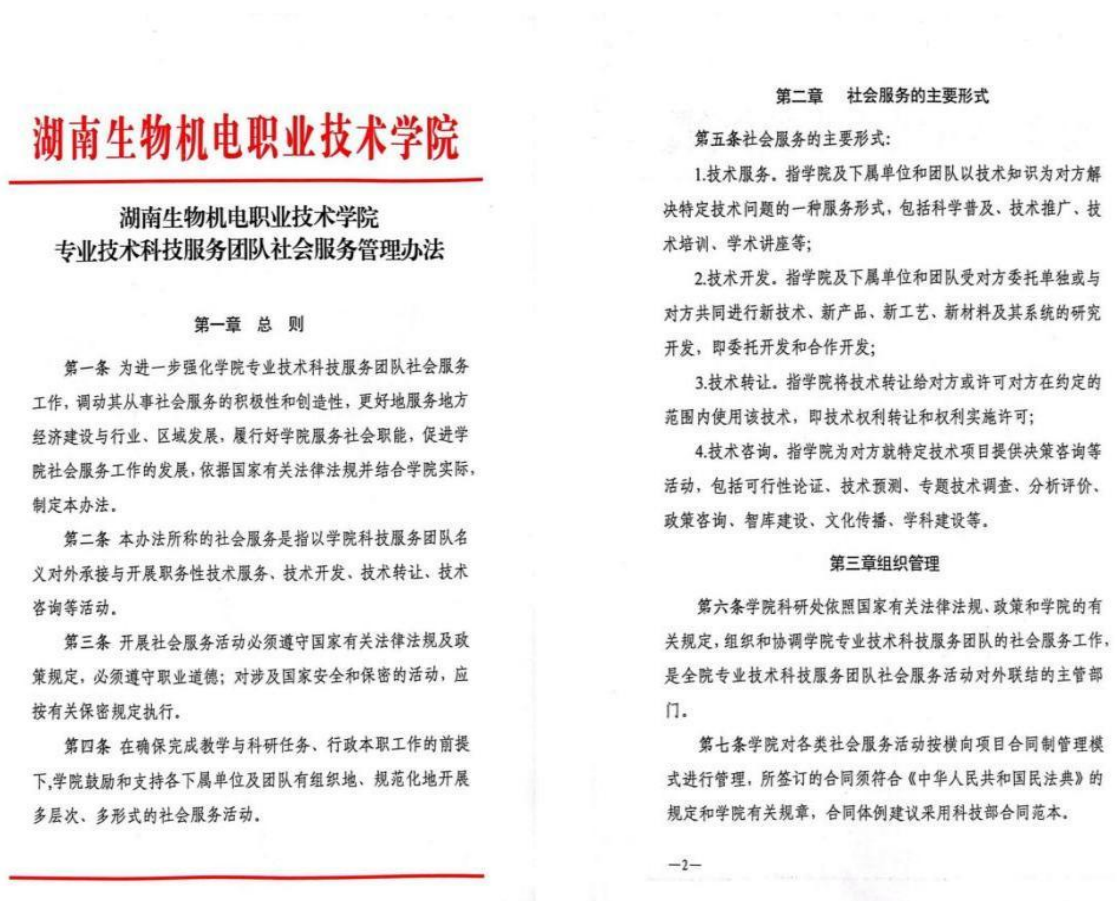 湖南生物机电职业技术学院
湖南生物机电职业技术学院
专业技术科技服务团队社会服务管理办法
第一章 总 则
第一条 为进一步强化学院专业技术科技服务团队社会服务
工作，调动其从事社会服务的积极性和创造性，更好地服务地方
经济建设与行业、区域发展，履行好学院服务社会职能，促进学
院社会服务工作的发展，依据国家有关法律法规并结合学院实际，
制定本办法。
第二条 本办法所称的社会服务是指以学院科技服务团队名
义对外承接与开展职务性技术服务、技术开发、技术转让、技术
咨询等活动。
第三条 开展社会服务活动必须遵守国家有关法律法规及政
策规定，必须遵守职业道德；对涉及国家安全和保密的活动，应
按有关保密规定执行。
第四条 在确保完成教学与科研任务、行政本职工作的前提
下,学院鼓励和支持各下属单位及团队有组织地、规范化地开展
多层次、多形式的社会服务活动。
第二章 社会服务的主要形式
第五条社会服务的主要形式：
1.技术服务。指学院及下属单位和团队以技术知识为对方解
决特定技术问题的一种服务形式，包括科学普及、技术推广、技
术培训、学术讲座等；
2.技术开发。指学院及下属单位和团队受对方委托单独或与
对方共同进行新技术、新产品、新工艺、新材料及其系统的研究
开发，即委托开发和合作开发；
3.技术转让。指学院将技术转让给对方或许可对方在约定的
范围内使用该技术，即技术权利转让和权利实施许可；
4.技术咨询。指学院为对方就特定技术项目提供决策咨询等
活动，包括可行性论证、技术预测、专题技术调查、分析评价、
政策咨询、智库建设、文化传播、学科建设等。
第三章组织管理
第六条学院科研处依照国家有关法律法规、政策和学院的有
关规定，组织和协调学院专业技术科技服务团队的社会服务工作，
是全院专业技术科技服务团队社会服务活动对外联结的主管部
门。
第七条学院对各类社会服务活动按横向项目合同制管理模
式进行管理，所签订的合同须符合《中华人民共和国民法典》的
规定和学院有关规章，合同体例建议采用科技部合同范本。
—2—